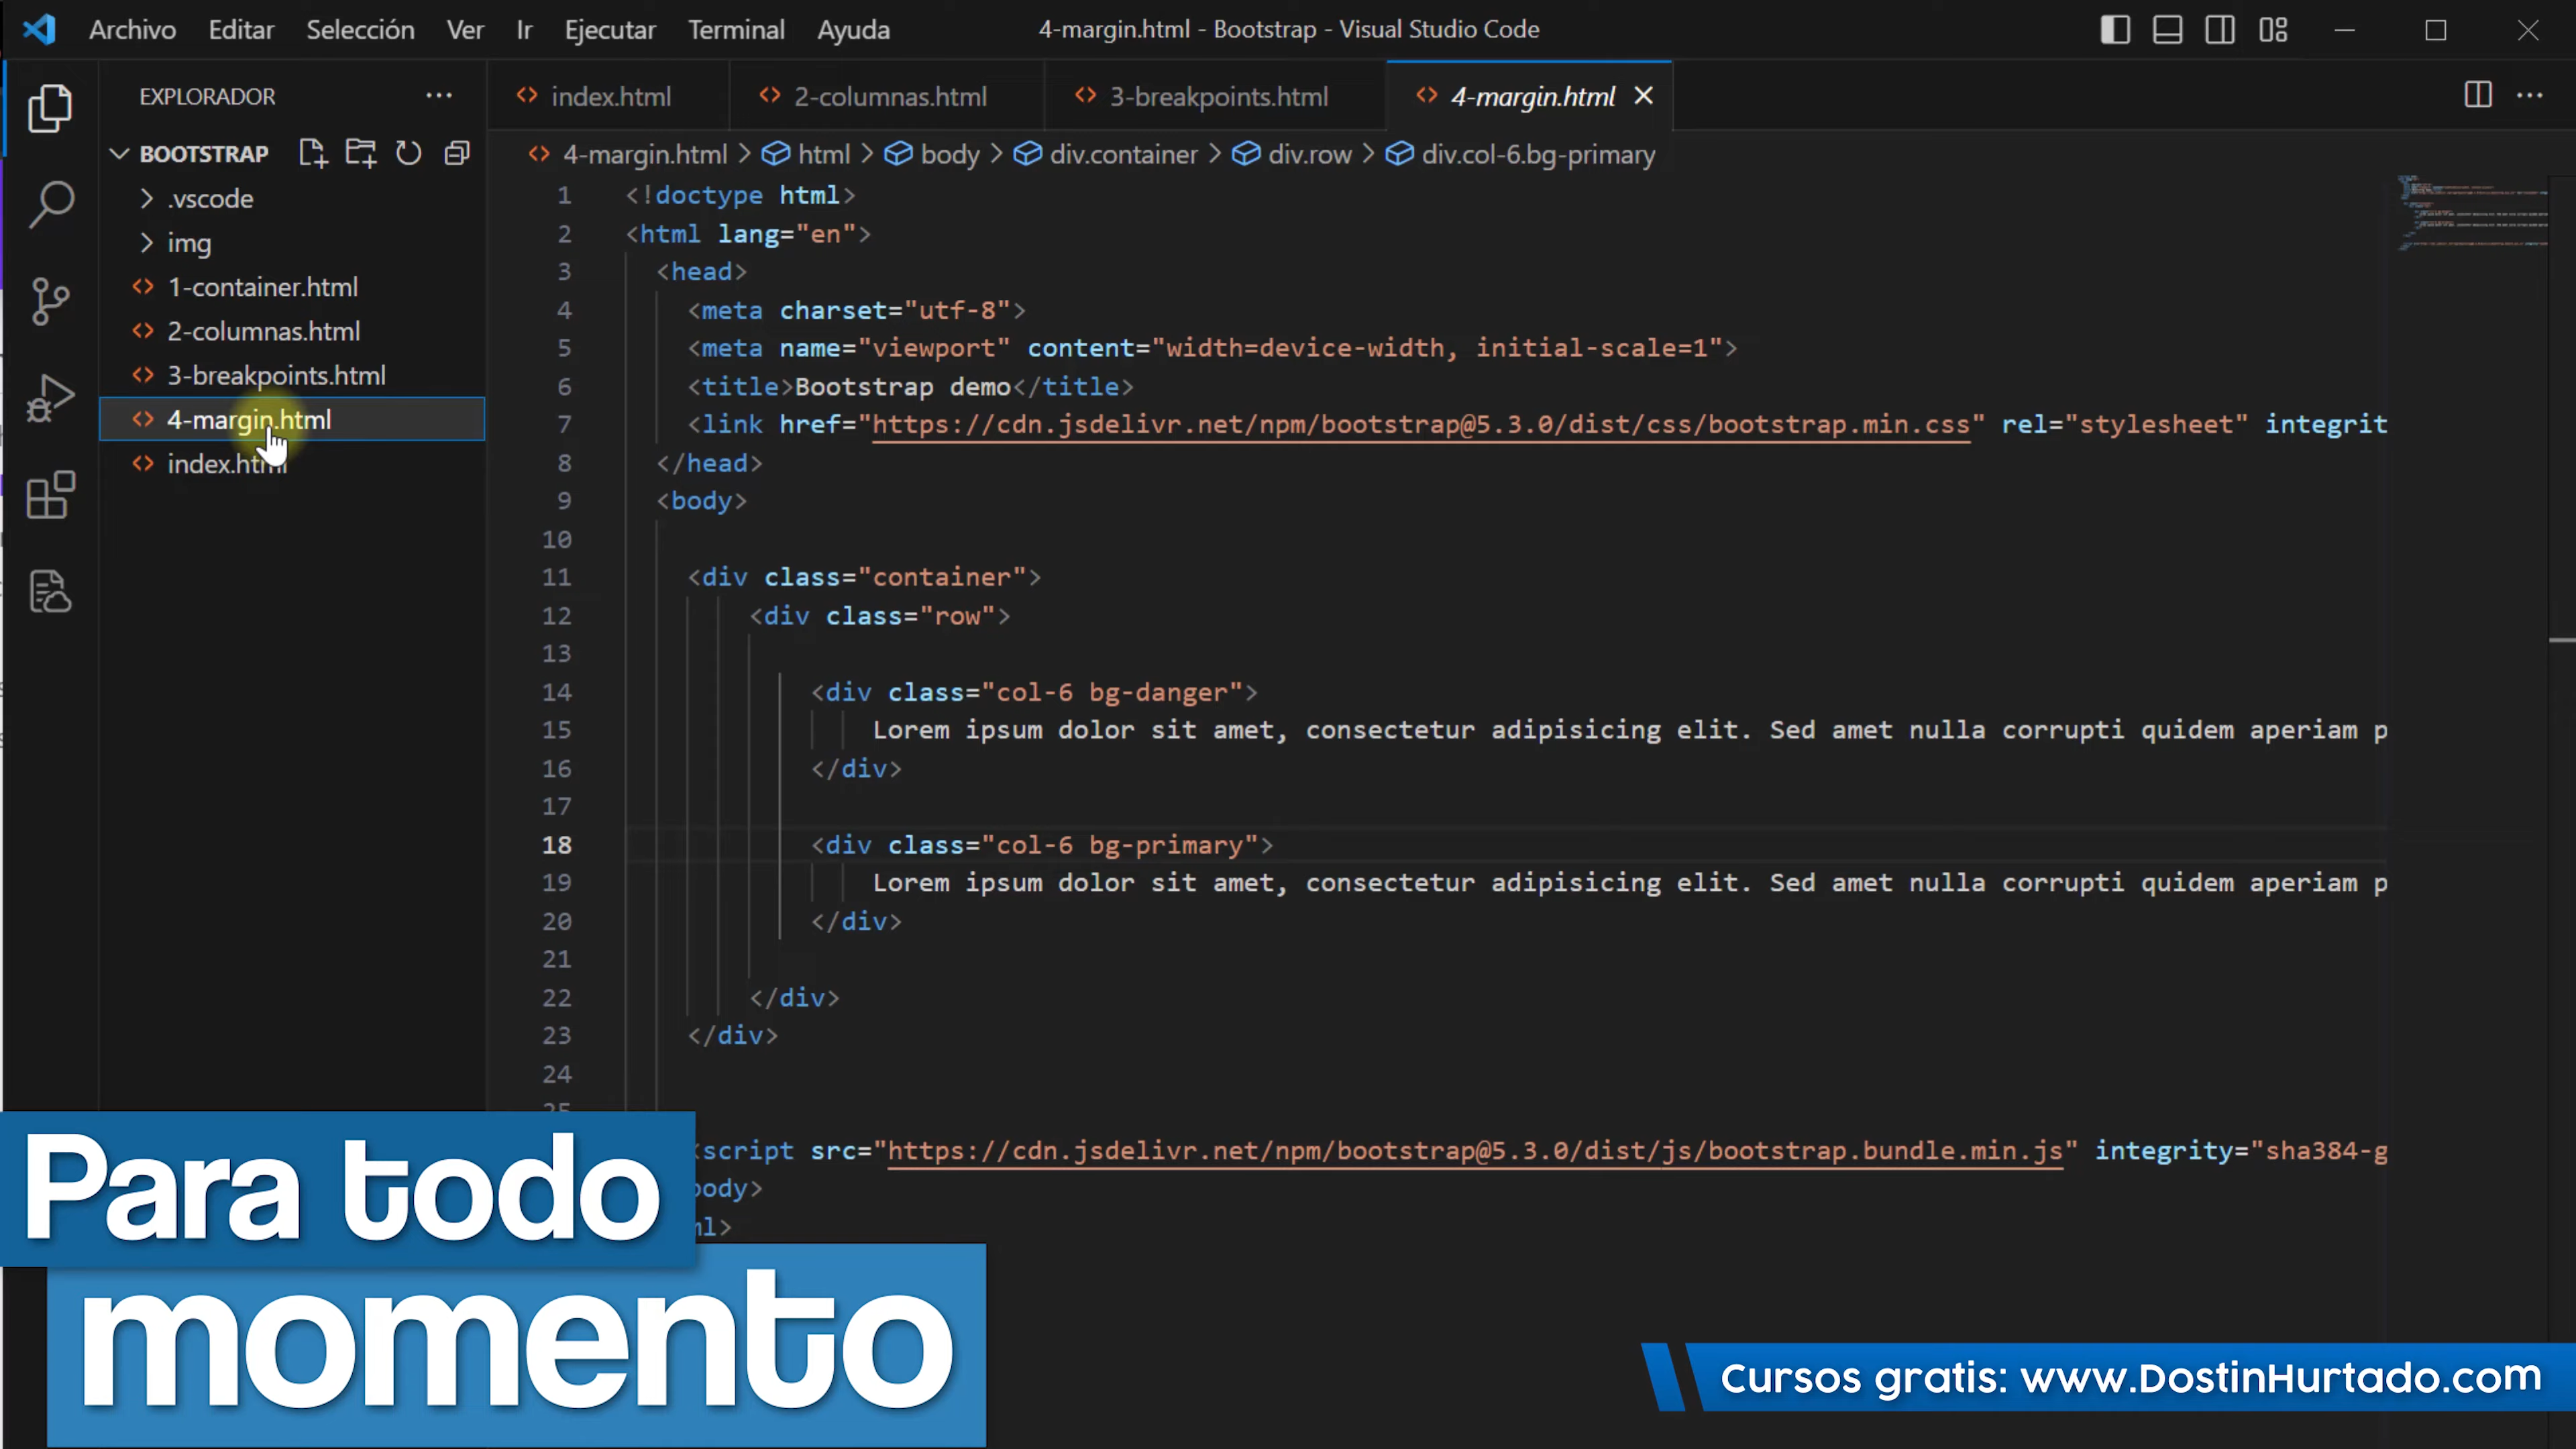 Archivo Editar Selección Ver Ir Ejecutar Terminal Ayuda
4-margin.html - Bootstrap - Visual Studio Code
EXPLORADOR
BOOTSTRAP
.vscode
img
1-container.html
2-columnas.html
3-breakpoints.html
4-margin.html
index.html
index.html 2-columnas.html 3-breakpoints.html 4-margin.html
4-margin.html > html > body > div.container > div.row > div.col-6.bg-primary
1 <!doctype html>
2 <html lang="en">
3 <head>
4 <meta charset="utf-8">
5 <meta name="viewport" content="width=device-width, initial-scale=1">
6 <title>Bootstrap demo</title>
7 <link href="https://cdn.jsdelivr.net/npm/bootstrap@5.3.0/dist/css/bootstrap.min.css" rel="stylesheet" integrit
8 </head>
9 <body>
10
11 <div class="container">
12 <div class="row">
13
14 <div class="col-6 bg-danger">
15 Lorem ipsum dolor sit amet, consectetur adipisicing elit. Sed amet nulla corrupti quidem aperiam p
16 </div>
17
18 <div class="col-6 bg-primary">
19 Lorem ipsum dolor sit amet, consectetur adipisicing elit. Sed amet nulla corrupti quidem aperiam p
20 </div>
21
22 </div>
23 </div>
24
25
<script src="https://cdn.jsdelivr.net/npm/bootstrap@5.3.0/dist/js/bootstrap.bundle.min.js" integrity="sha384-g
body>
ml>
Para todo
momento
Cursos gratis: www.DostinHurtado.com